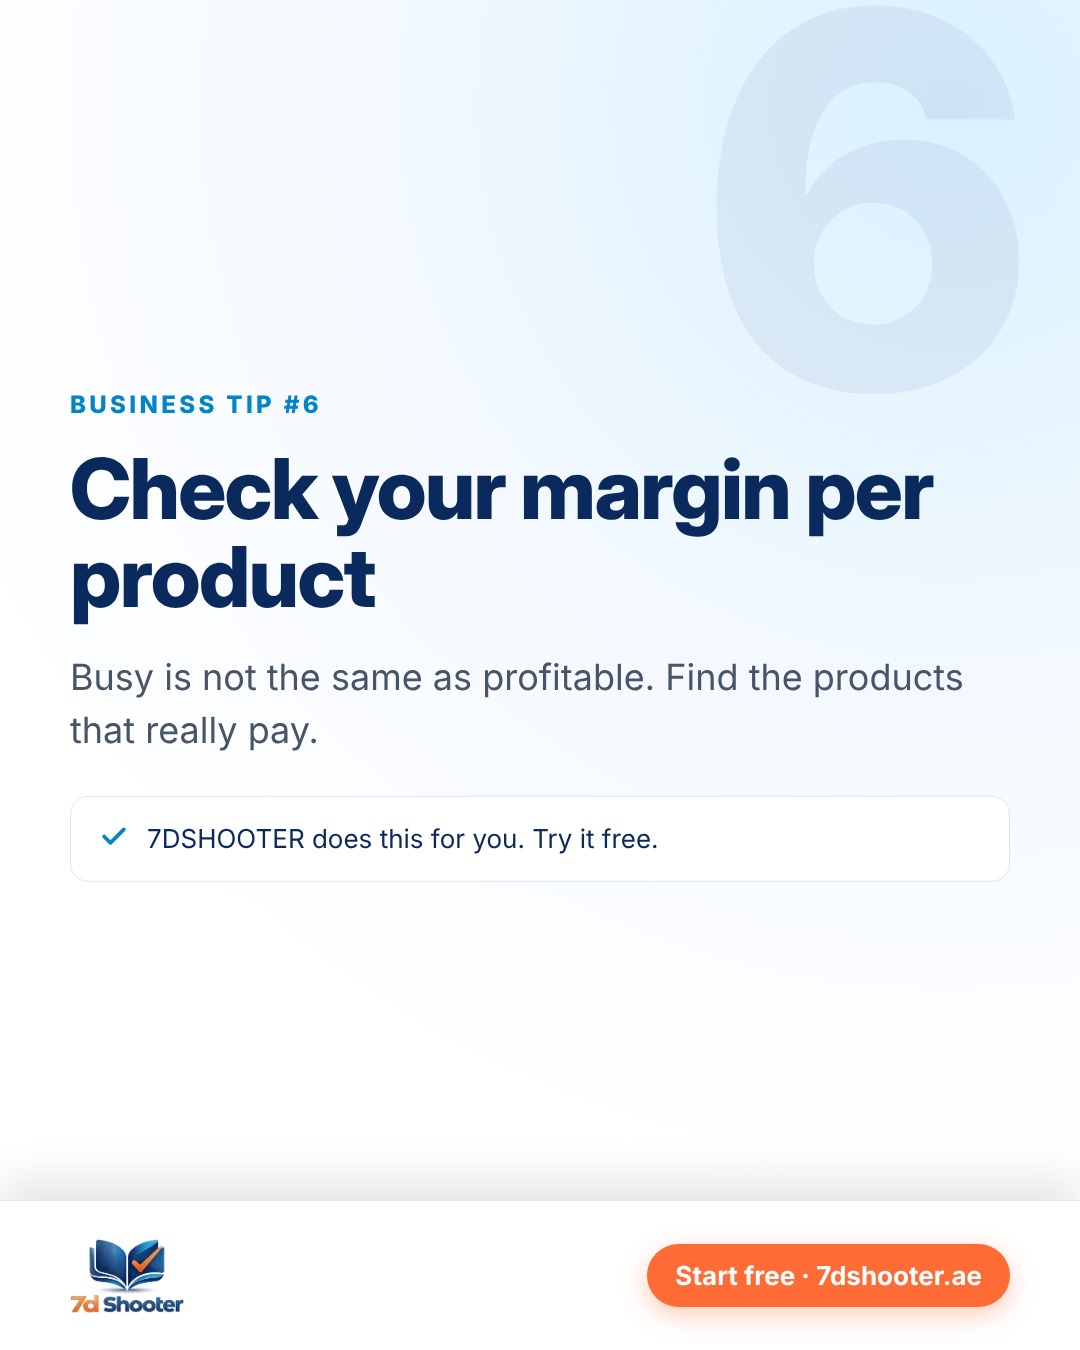 6
BUSINESS TIP #6
Check your margin per
product
Busy is not the same as profitable. Find the products
that really pay.
7DSHOOTER does this for you. Try it free.
7d Shooter
Start free · 7dshooter.ae